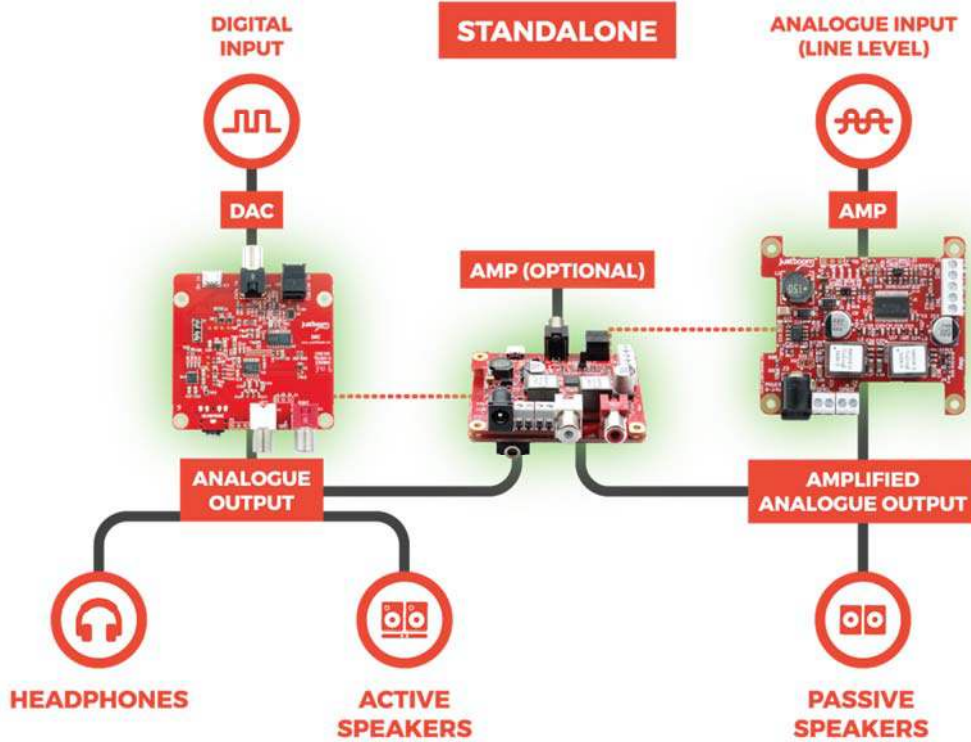 DIGITAL
INPUT
STANDALONE
ANALOGUE INPUT
(LINE LEVEL)
DAC
AMP
AMP (OPTIONAL)
justboom
ANALOGUE
OUTPUT
AMPLIFIED
ANALOGUE OUTPUT
HEADPHONES
ACTIVE
SPEAKERS
PASSIVE
SPEAKERS